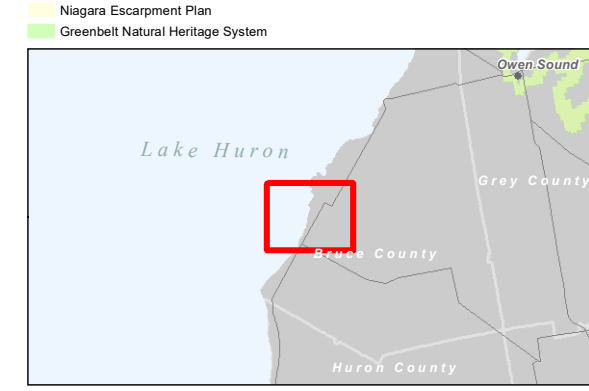 Niagara Escarpment Plan
Greenbelt Natural Heritage System
Owen Sound
Lake Huron
Grey County
Bruce County
Huron County